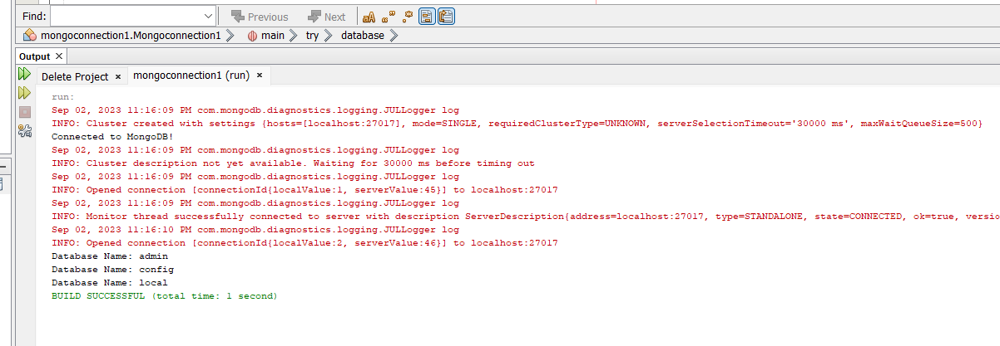 Find:
Previous
Next
mongoconnection1.Mongoconnection1
main
try
database
Output
Delete Project
mongoconnection1 (run)
run:
Sep 02, 2023 11:16:09 PM com.mongodb.diagnostics.logging.JULLogger log
INFO: Cluster created with settings {hosts=[localhost:27017], mode=SINGLE, requiredClusterType=UNKNOWN, serverSelectionTimeout='30000 ms', maxWaitQueueSize=500}
Connected to MongoDB!
Sep 02, 2023 11:16:09 PM com.mongodb.diagnostics.logging.JULLogger log
INFO: Cluster description not yet available. Waiting for 30000 ms before timing out
Sep 02, 2023 11:16:09 PM com.mongodb.diagnostics.logging.JULLogger log
INFO: Opened connection [connectionId{localValue:1, serverValue:45}] to localhost:27017
Sep 02, 2023 11:16:09 PM com.mongodb.diagnostics.logging.JULLogger log
INFO: Monitor thread successfully connected to server with description ServerDescription{address=localhost:27017, type=STANDALONE, state=CONNECTED, ok=true, versio
Sep 02, 2023 11:16:10 PM com.mongodb.diagnostics.logging.JULLogger log
INFO: Opened connection [connectionId{localValue:2, serverValue:46}] to localhost:27017
Database Name: admin
Database Name: config
Database Name: local
BUILD SUCCESSFUL (total time: 1 second)